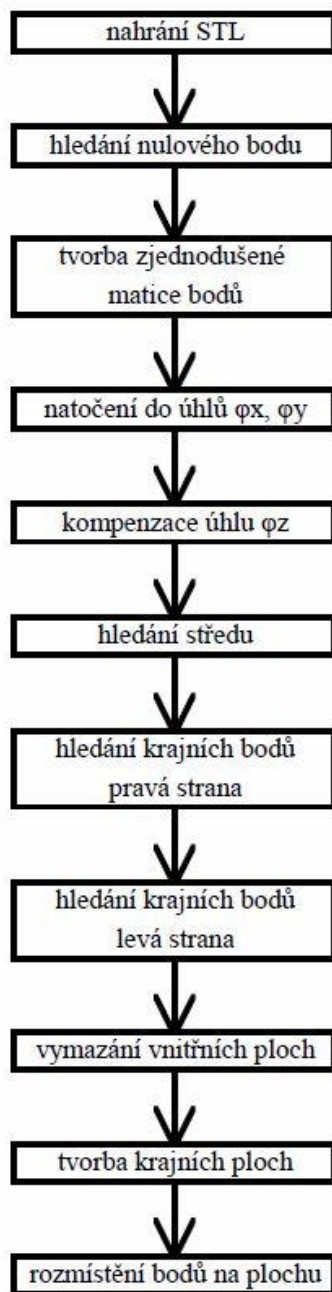 nahrání STL
hledání nulového bodu
tvorba zjednodušené
matice bodů
natočení do úhlů φx, φy
kompenzace úhlu φz
hledání středu
hledání krajních bodů
pravá strana
hledání krajních bodů
levá strana
vymazání vnitřních ploch
tvorba krajních ploch
rozmístění bodů na plochu